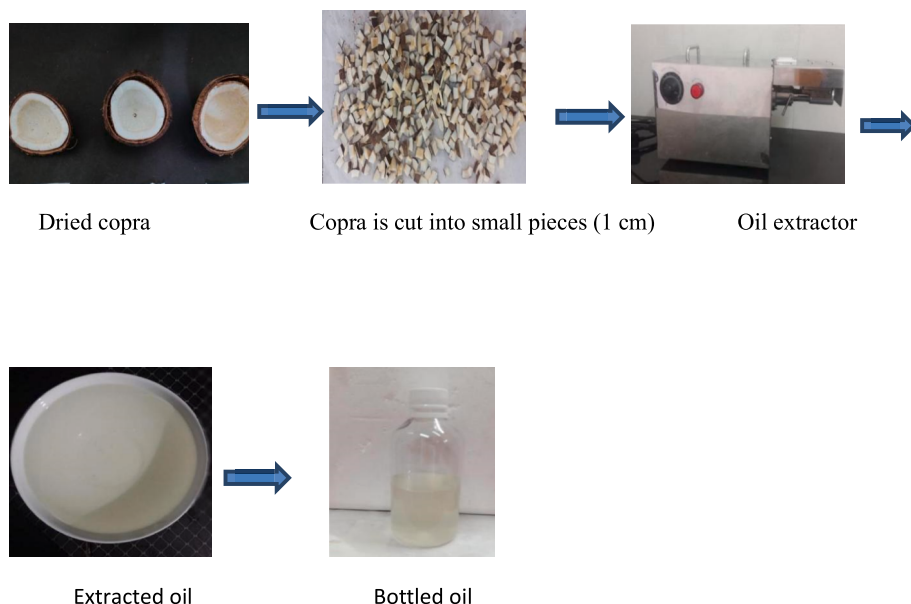 Dried copra
Copra is cut into small pieces (1 cm)
Oil extractor
Extracted oil
Bottled oil